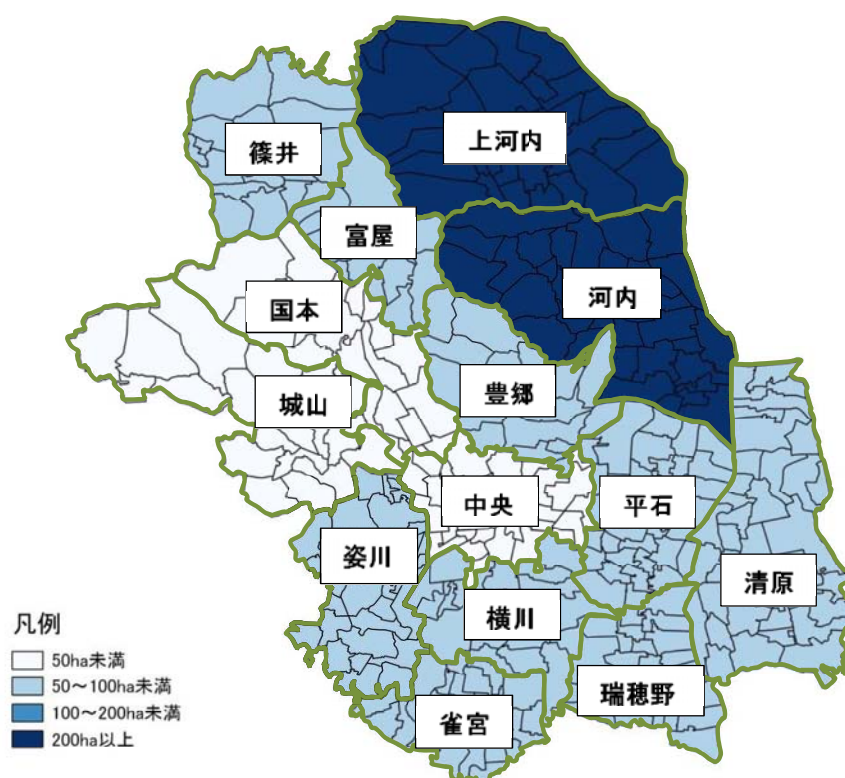 上河内
篠井
富屋
河内
国本
豊郷
城山
中央
平石
姿川
清原
横川
瑞穂野
雀宮
凡例
50ha未満
50～100ha未満
100～200ha未満
200ha以上